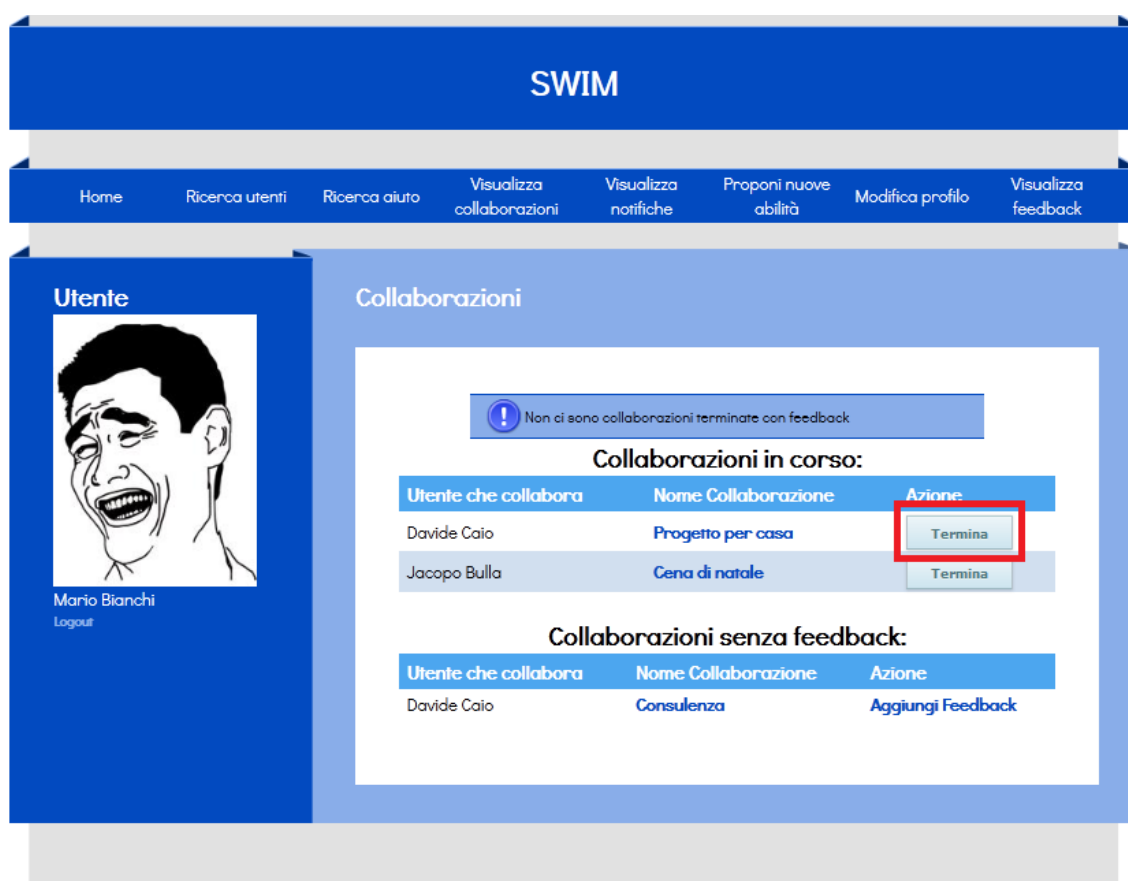 SWIM
Home
Ricerca utenti
Ricerca aiuto
Visualizza
collaborazioni
Visualizza
notifiche
Proponi nuove
abilità
Modifica profilo
Visualizza
feedback
Utente
Mario Bianchi
Logout
Collaborazioni
Non ci sono collaborazioni terminate con feedback
Collaborazioni in corso:
Utente che collabora Nome Collaborazione Azione
Davide Caio Progetto per casa Termina
Jacopo Bulla Cena di natale Termina
Collaborazioni senza feedback:
Utente che collabora Nome Collaborazione Azione
Davide Caio Consulenza Aggiungi Feedback